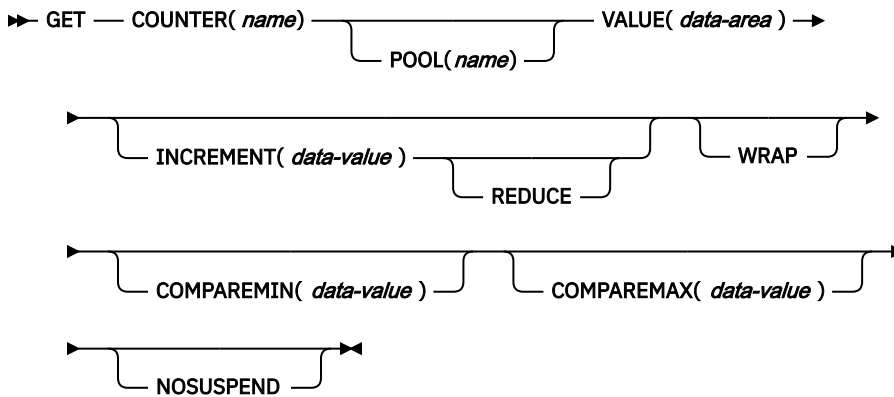 GET COUNTER( name) VALUE( data-area )
POOL(name)
INCREMENT( data-value ) WRAP
REDUCE
COMPAREMIN( data-value ) COMPAREMAX( data-value )
NOSUSPEND